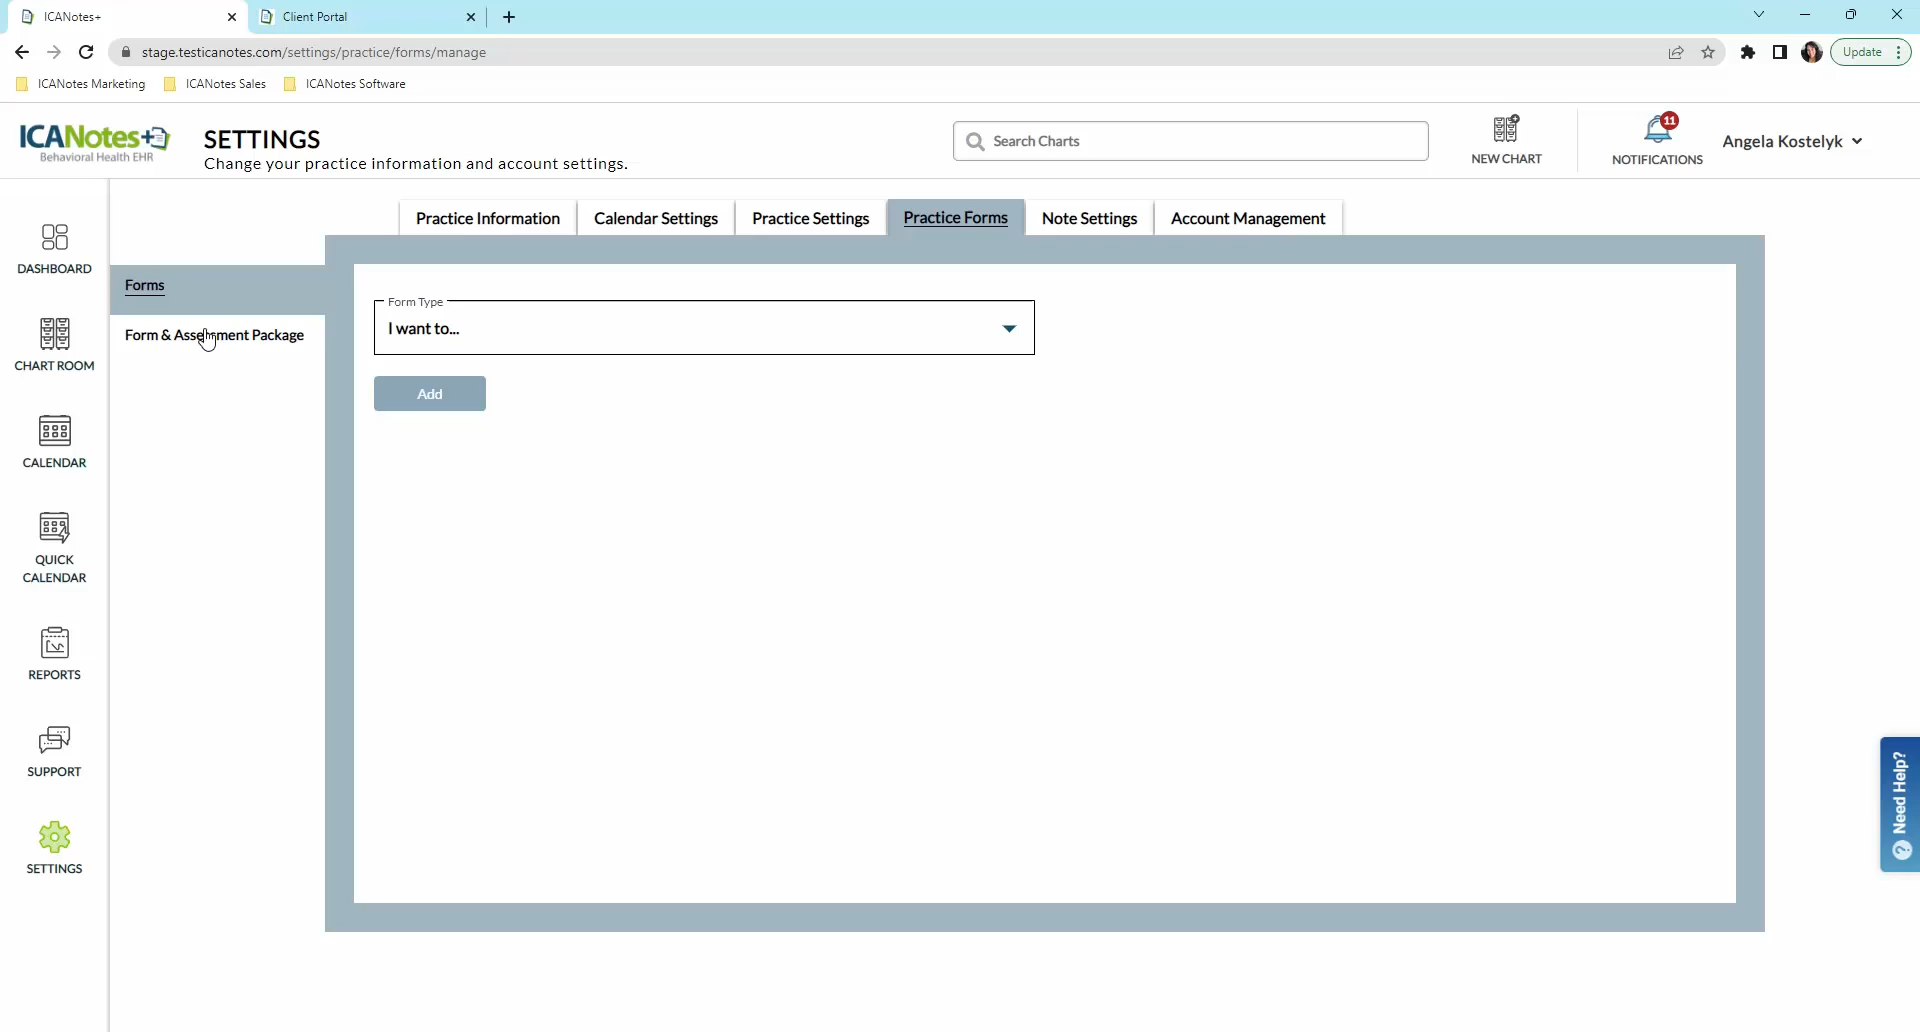 ICANotes+
Client Portal
stage.testicanotes.com/settings/practice/forms/manage
Update
ICANotes Marketing
ICANotes Sales
ICANotes Software
ICANotes+
Behavioral Health EHR
SETTINGS
Change your practice information and account settings.
Search Charts
NEW CHART
11
NOTIFICATIONS
Angela Kostelyk
Practice Information
Calendar Settings
Practice Settings
Practice Forms
Note Settings
Account Management
DASHBOARD
CHART ROOM
CALENDAR
QUICK
CALENDAR
REPORTS
SUPPORT
SETTINGS
Forms
Form & Assessment Package
Form Type
I want to...
Add
Need Help?